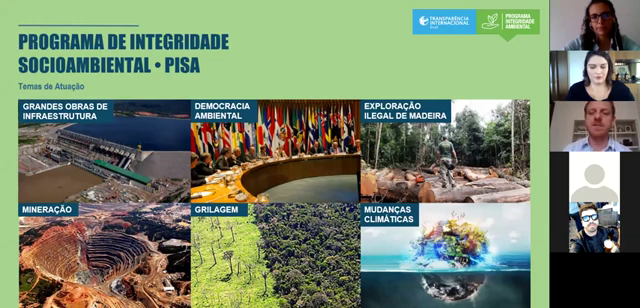 TRANSPARÊNCIA
INTERNACIONAL
PROGRAMA
INTEGRIDADE
AMBIENTAL
PROGRAMA DE INTEGRIDADE
SOCIOAMBIENTAL • PISA
Temas de Atuação
GRANDES OBRAS DE
INFRAESTRUTURA
DEMOCRACIA
AMBIENTAL
EXPLORAÇÃO
ILEGAL DE MADEIRA
MINERAÇÃO
GRILAGEM
MUDANÇAS
CLIMÁTICAS